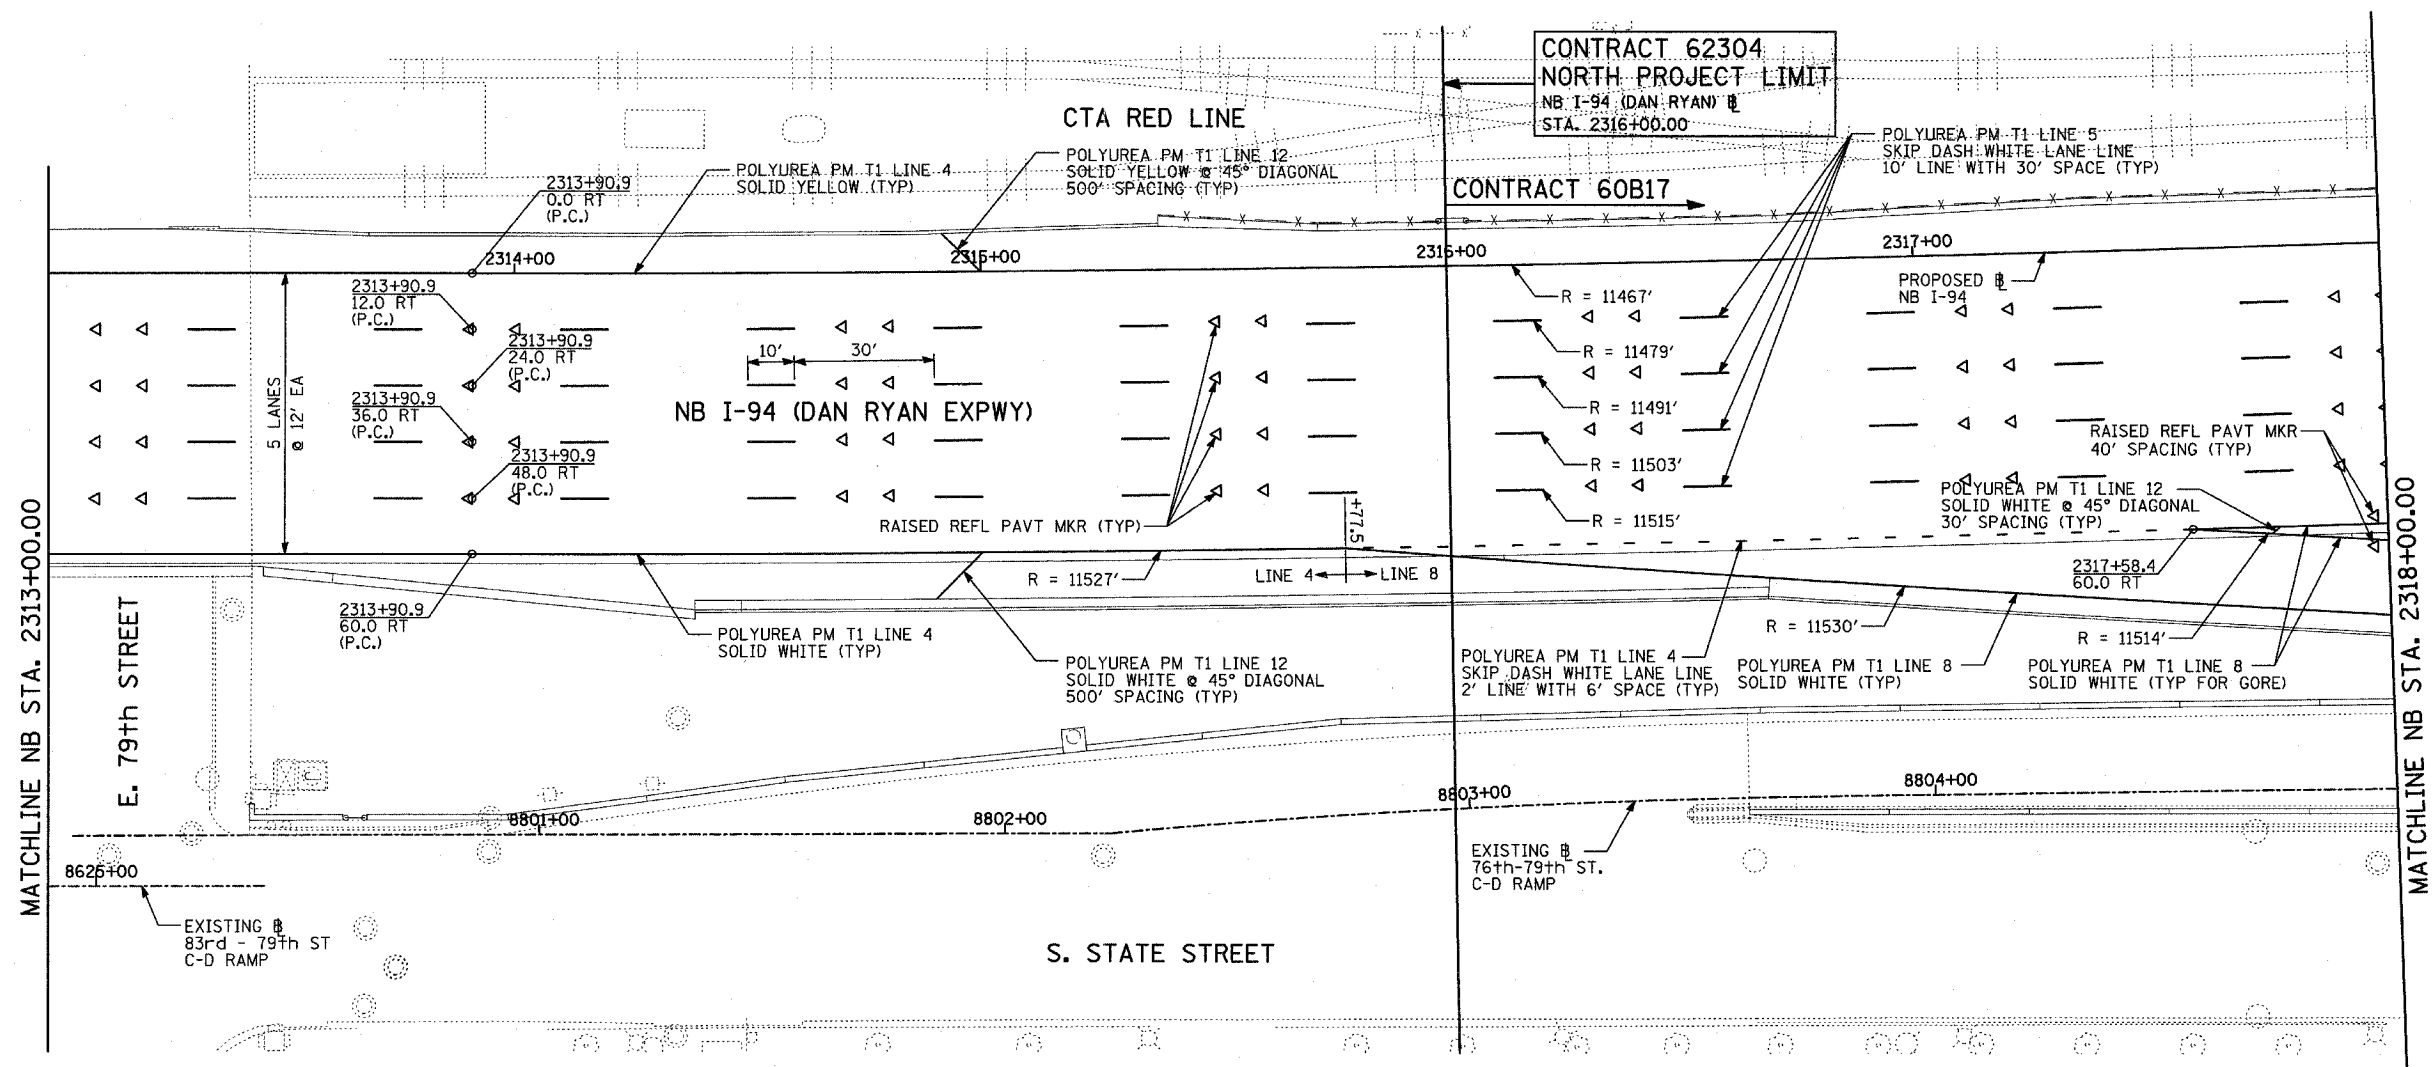 CONTRACT 62304
NORTH PROJECT LIMIT
NB I-94 (DAN RYAN) ℄
STA. 2316+00.00
CTA RED LINE
POLYUREA PM T1 LINE 4
SOLID YELLOW (TYP)
POLYUREA PM T1 LINE 12
SOLID YELLOW @ 45° DIAGONAL
500' SPACING (TYP)
POLYUREA PM T1 LINE 5
SKIP DASH WHITE LANE LINE
10' LINE WITH 30' SPACE (TYP)
CONTRACT 60B17
2313+90.9
0.0 RT
(P.C.)
2314+00
2315+00
2316+00
2317+00
PROPOSED ℄
NB I-94
2313+90.9
12.0 RT
(P.C.)
2313+90.9
24.0 RT
(P.C.)
2313+90.9
36.0 RT
(P.C.)
2313+90.9
48.0 RT
(P.C.)
5 LANES
@ 12' EA
10'
30'
NB I-94 (DAN RYAN EXPWY)
R = 11467'
R = 11479'
R = 11491'
R = 11503'
R = 11515'
RAISED REFL PAVT MKR (TYP)
RAISED REFL PAVT MKR
40' SPACING (TYP)
POLYUREA PM T1 LINE 12
SOLID WHITE @ 45° DIAGONAL
30' SPACING (TYP)
+77.5
LINE 4
LINE 8
R = 11527'
2317+58.4
60.0 RT
2313+90.9
60.0 RT
(P.C.)
POLYUREA PM T1 LINE 4
SOLID WHITE (TYP)
POLYUREA PM T1 LINE 12
SOLID WHITE @ 45° DIAGONAL
500' SPACING (TYP)
R = 11530'
R = 11514'
POLYUREA PM T1 LINE 4
SKIP DASH WHITE LANE LINE
2' LINE WITH 6' SPACE (TYP)
POLYUREA PM T1 LINE 8
SOLID WHITE (TYP)
POLYUREA PM T1 LINE 8
SOLID WHITE (TYP FOR GORE)
MATCHLINE NB STA. 2313+00.00
E. 79th STREET
MATCHLINE NB STA. 2318+00.00
8801+00
8802+00
8803+00
8804+00
8625+00
EXISTING ℄
83rd - 79th ST
C-D RAMP
EXISTING ℄
76th-79th ST.
C-D RAMP
S. STATE STREET